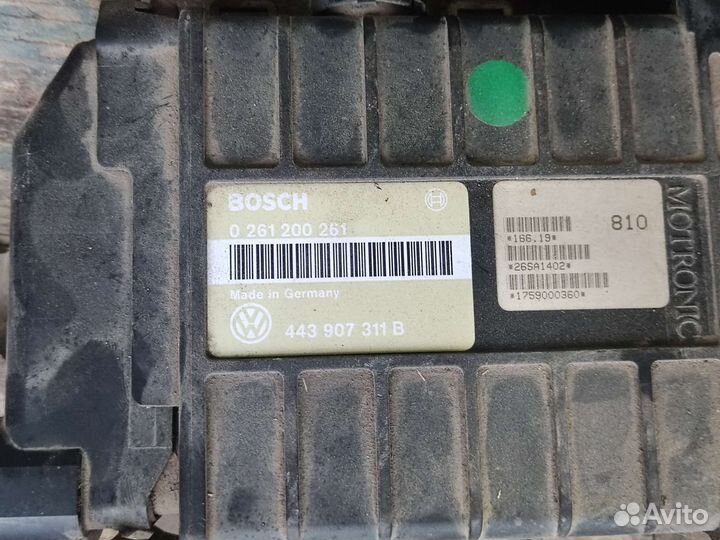 BOSCH
0 261 200 261
Made in Germany
443 907 311 B
810
*166.19*
*26SA1402*
*1759000360*
MOTRONIC
Avito